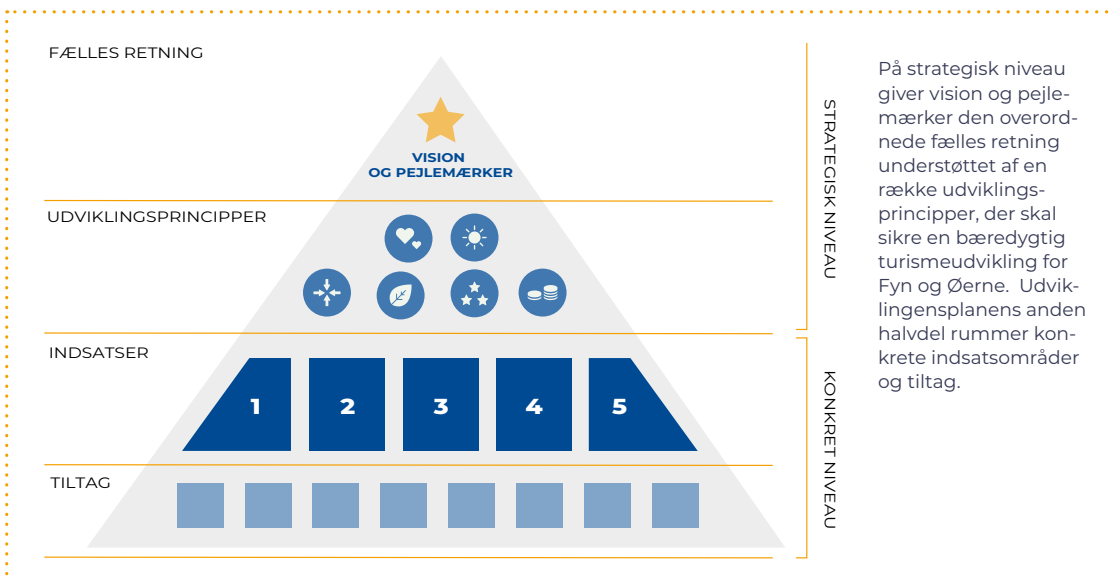 FÆLLES RETNING
VISION
OG PEJLEMÆRKER
UDVIKLINGSPRINCIPPER
INDSATSER
1 2 3 4 5
TILTAG
STRATEGISK NIVEAU
KONKRET NIVEAU
På strategisk niveau
giver vision og pejle-
mærker den overord-
nede fælles retning
understøttet af en
række udviklings-
principper, der skal
sikre en bæredygtig
turismeudvikling for
Fyn og Øerne. Udvik-
lingensplanens anden
halvdel rummer kon-
krete indsatsområder
og tiltag.